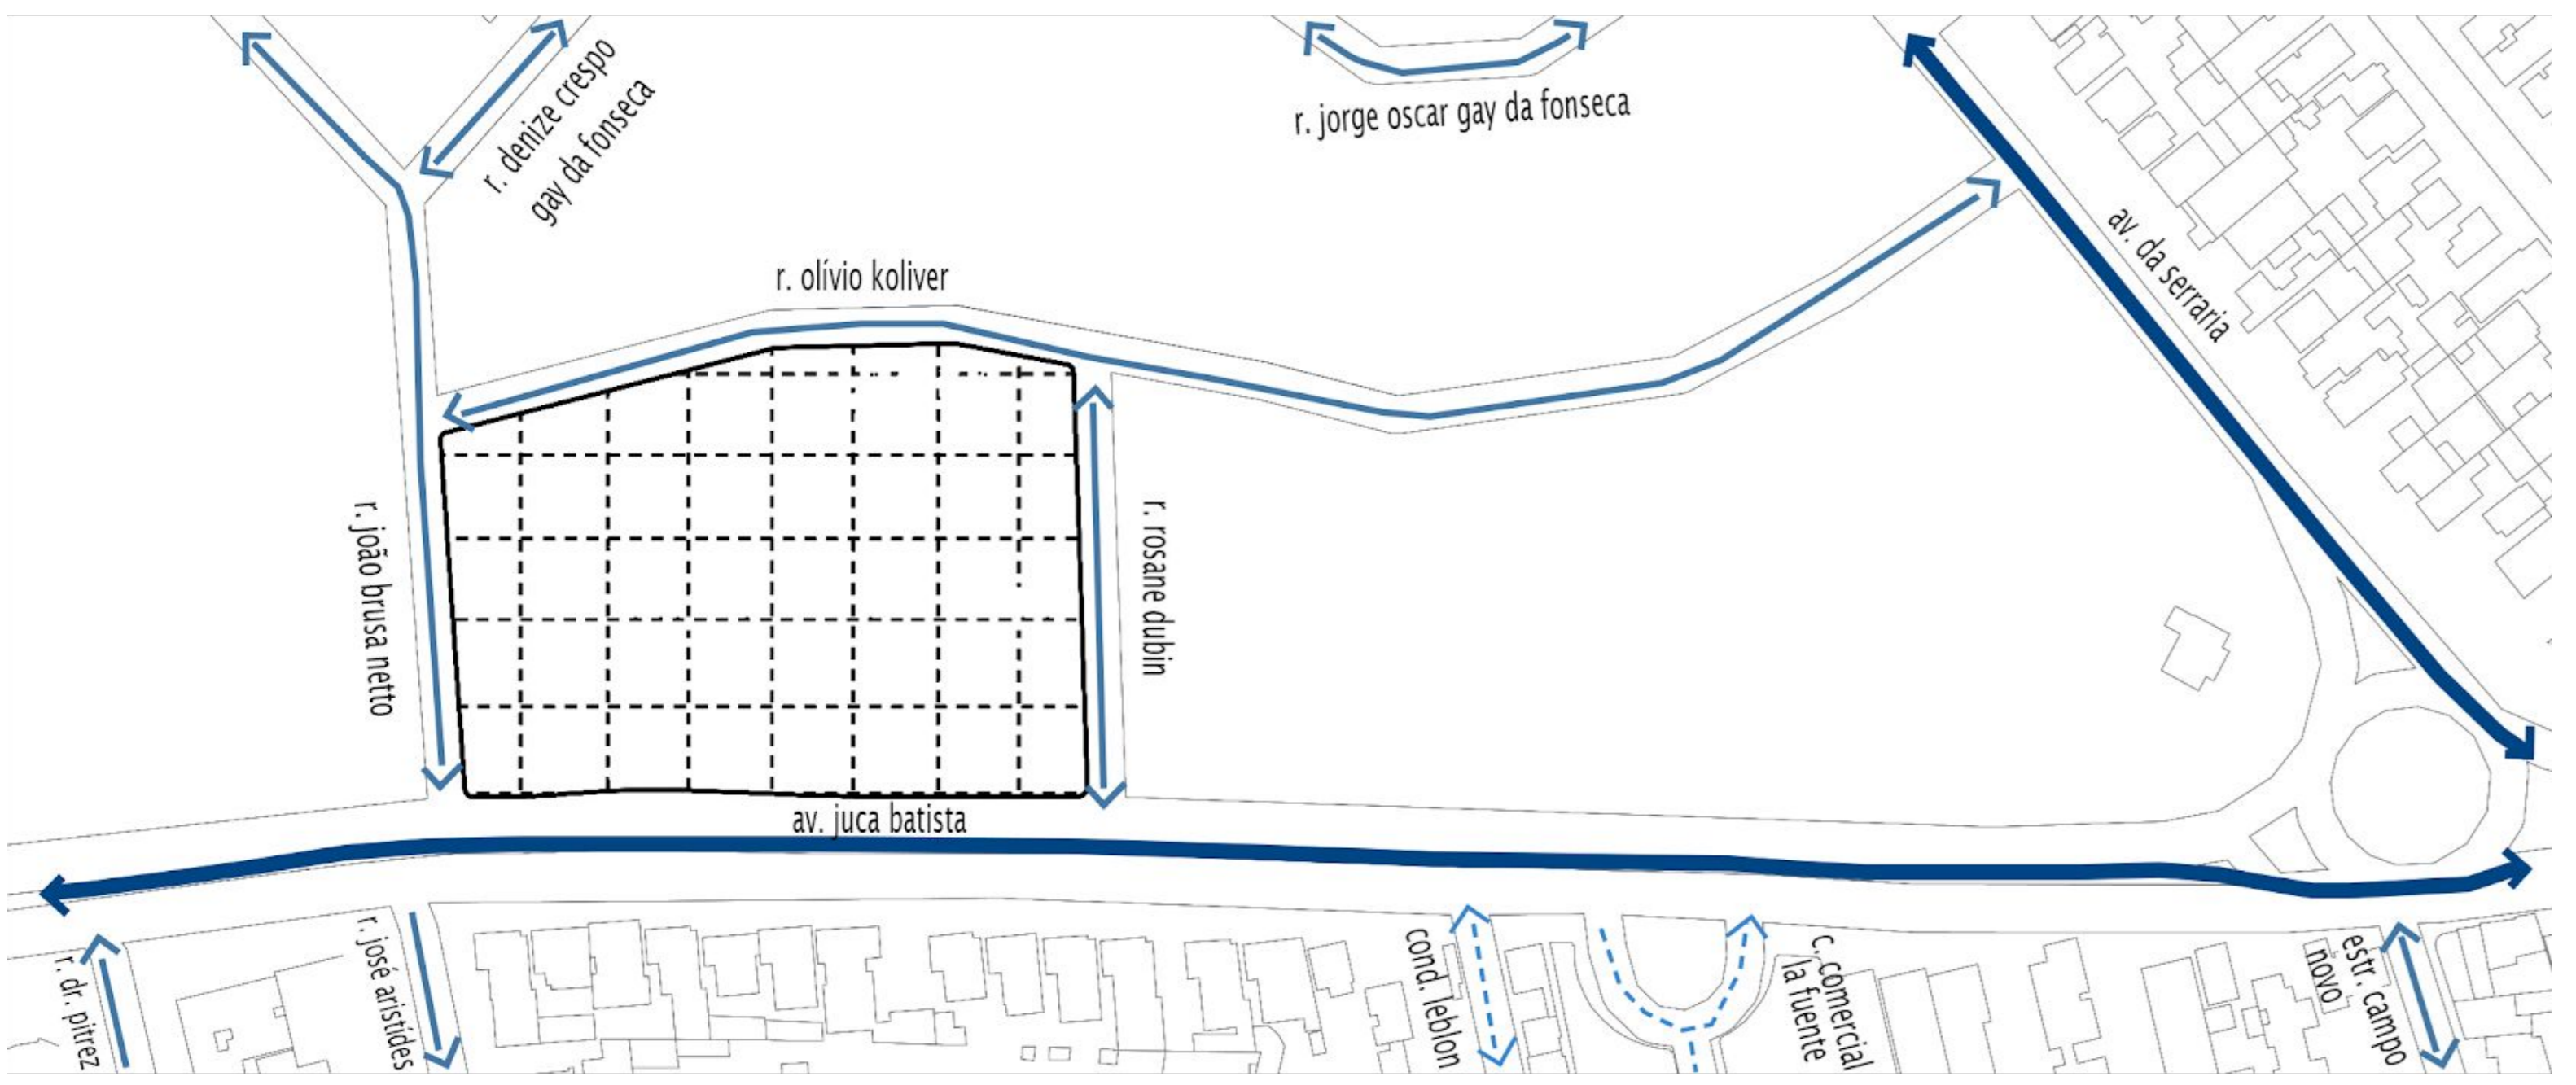 r. denize crespo
gay da fonseca
r. jorge oscar gay da fonseca
av. da serraria
r. olívio koliver
r. joão brusa netto
r. rosane dubin
av. juca batista
r. dr. pitrez
r. josé aristídes
cond. leblon
c. comercial
la fuente
estr. campo
novo